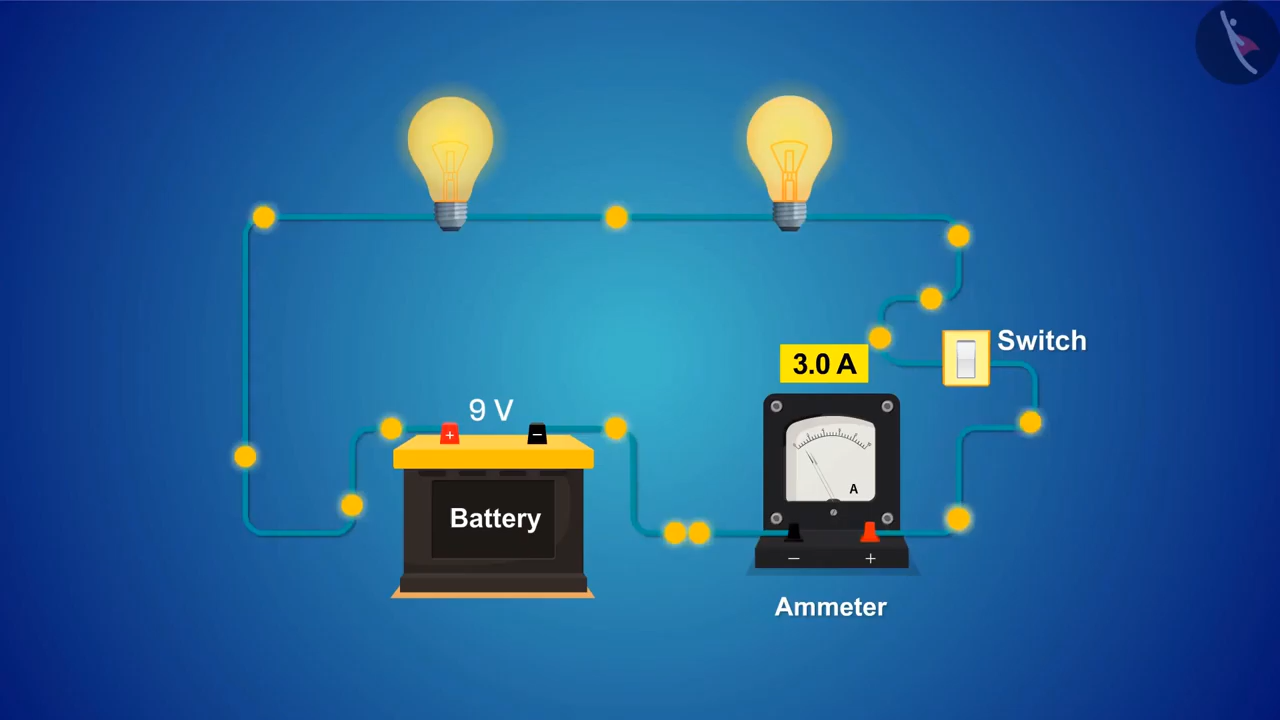 Switch
3.0 A
9 V
+ −
Battery
A
− +
Ammeter